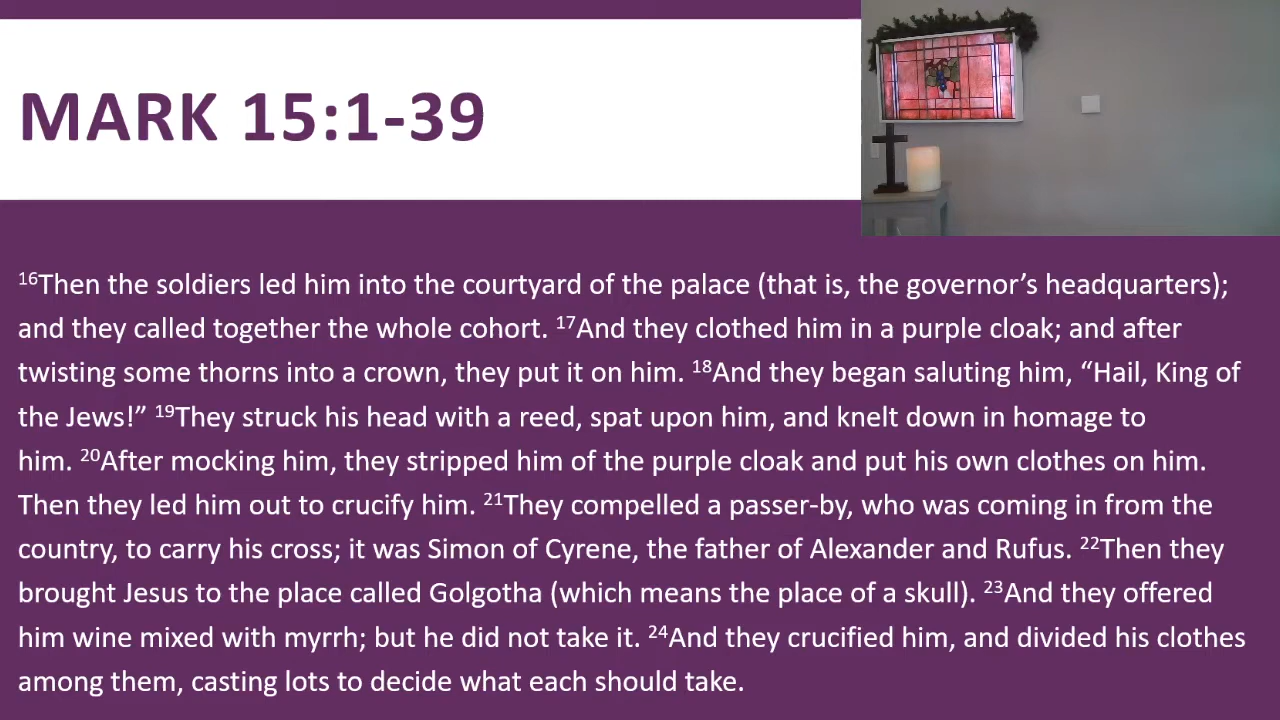 MARK 15:1-39
16Then the soldiers led him into the courtyard of the palace (that is, the governor’s headquarters);
and they called together the whole cohort. 17And they clothed him in a purple cloak; and after
twisting some thorns into a crown, they put it on him. 18And they began saluting him, “Hail, King of
the Jews!” 19They struck his head with a reed, spat upon him, and knelt down in homage to
him. 20After mocking him, they stripped him of the purple cloak and put his own clothes on him.
Then they led him out to crucify him. 21They compelled a passer-by, who was coming in from the
country, to carry his cross; it was Simon of Cyrene, the father of Alexander and Rufus. 22Then they
brought Jesus to the place called Golgotha (which means the place of a skull). 23And they offered
him wine mixed with myrrh; but he did not take it. 24And they crucified him, and divided his clothes
among them, casting lots to decide what each should take.